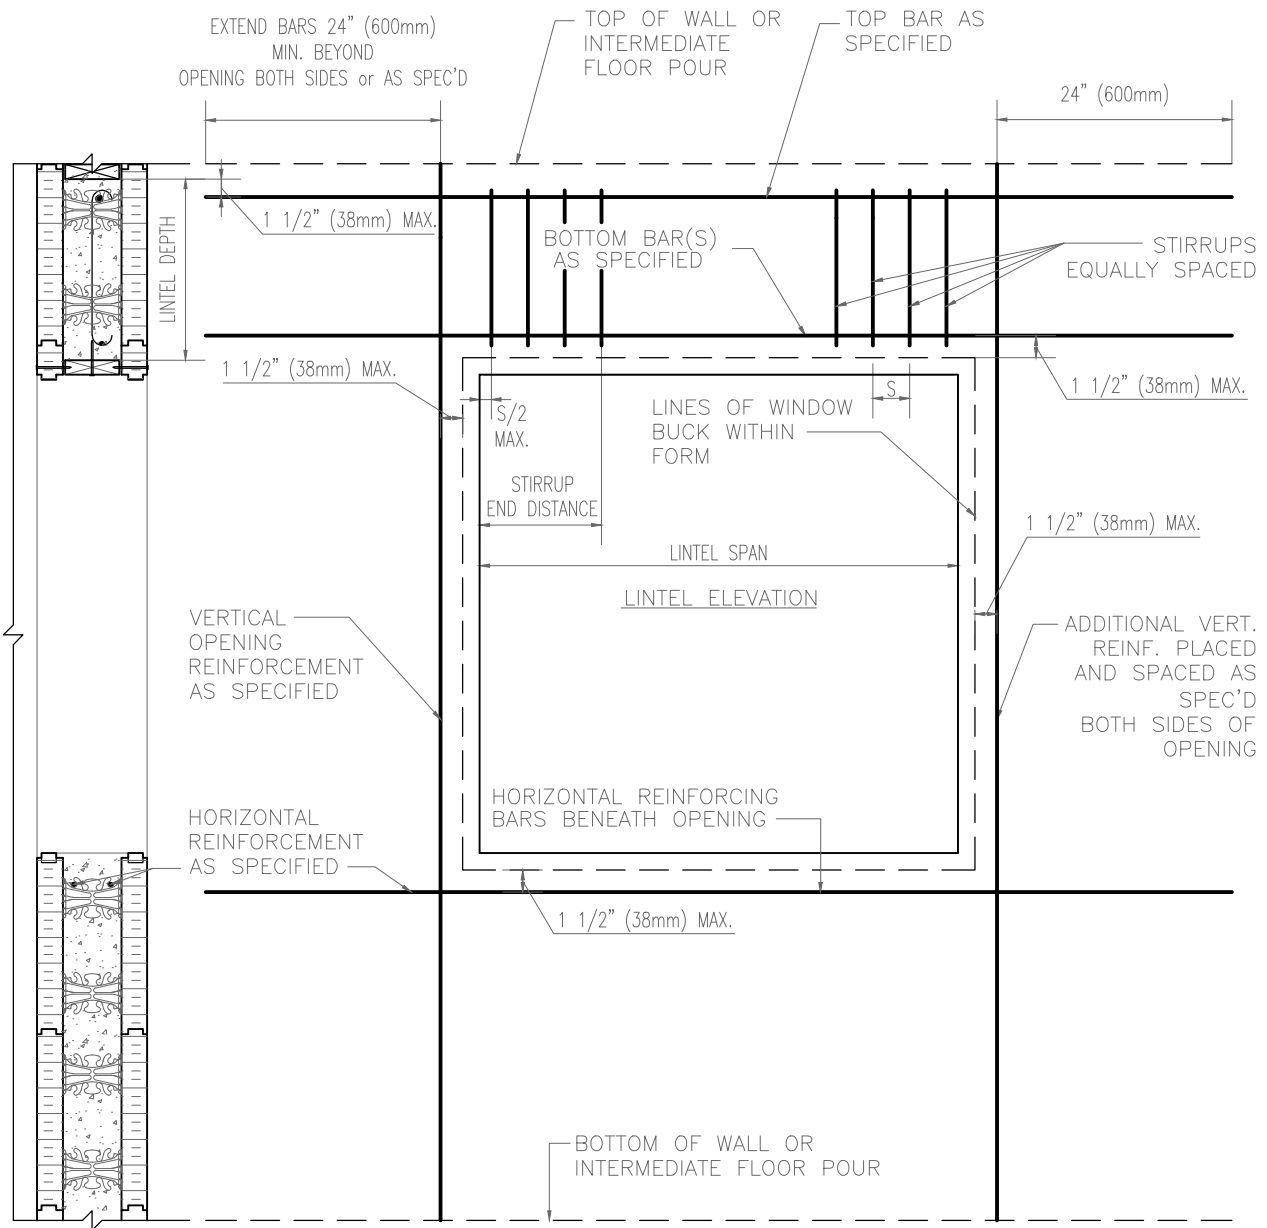 EXTEND BARS 24” (600mm)
MIN. BEYOND
OPENING BOTH SIDES or AS SPEC’D
TOP OF WALL OR
INTERMEDIATE
FLOOR POUR
TOP BAR AS
SPECIFIED
24” (600mm)
LINTEL DEPTH
1 1/2” (38mm) MAX.
BOTTOM BAR(S)
AS SPECIFIED
STIRRUPS
EQUALLY SPACED
1 1/2” (38mm) MAX.
1 1/2” (38mm) MAX.
S/2
MAX.
S
LINES OF WINDOW
BUCK WITHIN
FORM
STIRRUP
END DISTANCE
1 1/2” (38mm) MAX.
LINTEL SPAN
LINTEL ELEVATION
VERTICAL
OPENING
REINFORCEMENT
AS SPECIFIED
ADDITIONAL VERT.
REINF. PLACED
AND SPACED AS
SPEC’D
BOTH SIDES OF
OPENING
HORIZONTAL REINFORCING
BARS BENEATH OPENING
HORIZONTAL
REINFORCEMENT
AS SPECIFIED
1 1/2” (38mm) MAX.
BOTTOM OF WALL OR
INTERMEDIATE FLOOR POUR